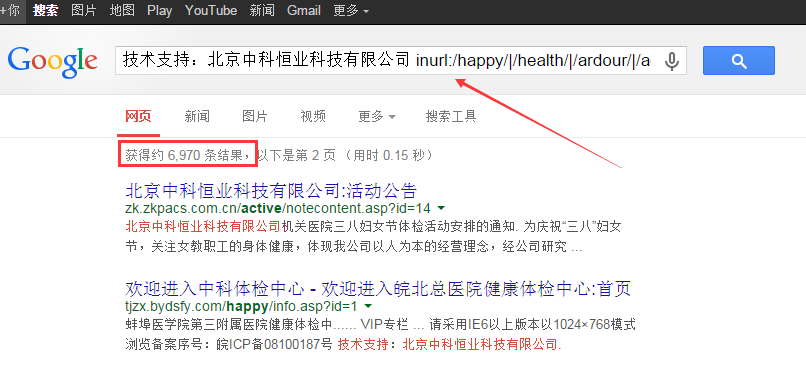 +你 搜索 图片 地图 Play YouTube 新闻 Gmail 更多
Google 技术支持：北京中科恒业科技有限公司 inurl:/happy/|/health/|/ardour/|/a
网页 新闻 图片 视频 更多 搜索工具
获得约 6,970 条结果，以下是第 2 页 （用时 0.15 秒）
北京中科恒业科技有限公司:活动公告
zk.zkpacs.com.cn/active/notecontent.asp?id=14
北京中科恒业科技有限公司机关医院三八妇女节体检活动安排的通知. 为庆祝“三八”妇女
节，关注女教职工的身体健康，体现我公司以人为本的经营理念，经公司研究 ...
欢迎进入中科体检中心 - 欢迎进入皖北总医院健康体检中心:首页
tjzx.bydsfy.com/happy/info.asp?id=1
蚌埠医学院第三附属医院健康体检中...... VIP专栏 ... 请采用IE6以上版本以1024×768模式
浏览备案序号：皖ICP备08100187号 技术支持：北京中科恒业科技有限公司.